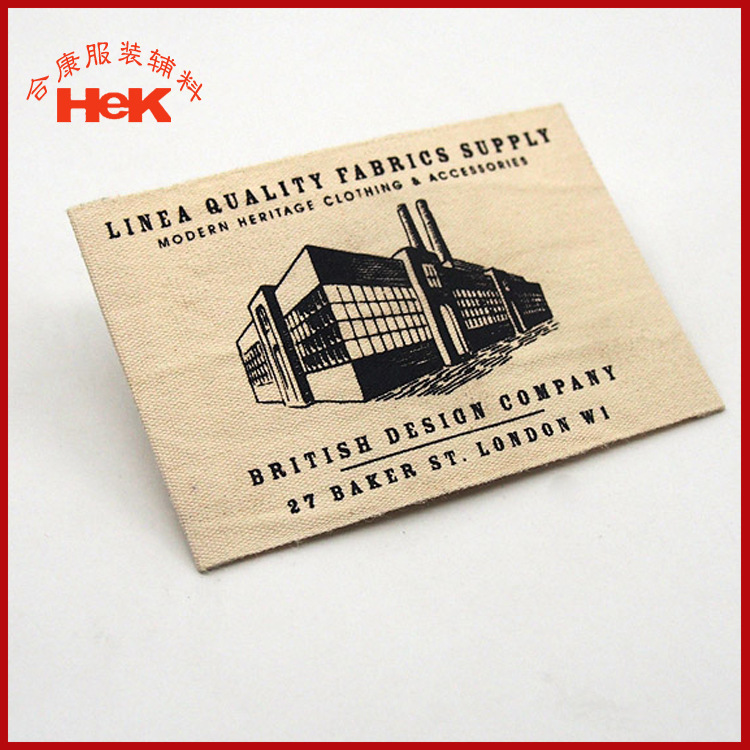 合康服装辅料
HeK
LINEA QUALITY FABRICS SUPPLY
MODERN HERITAGE CLOTHING & ACCESSORIES
BRITISH DESIGN COMPANY
27 BAKER ST. LONDON W1